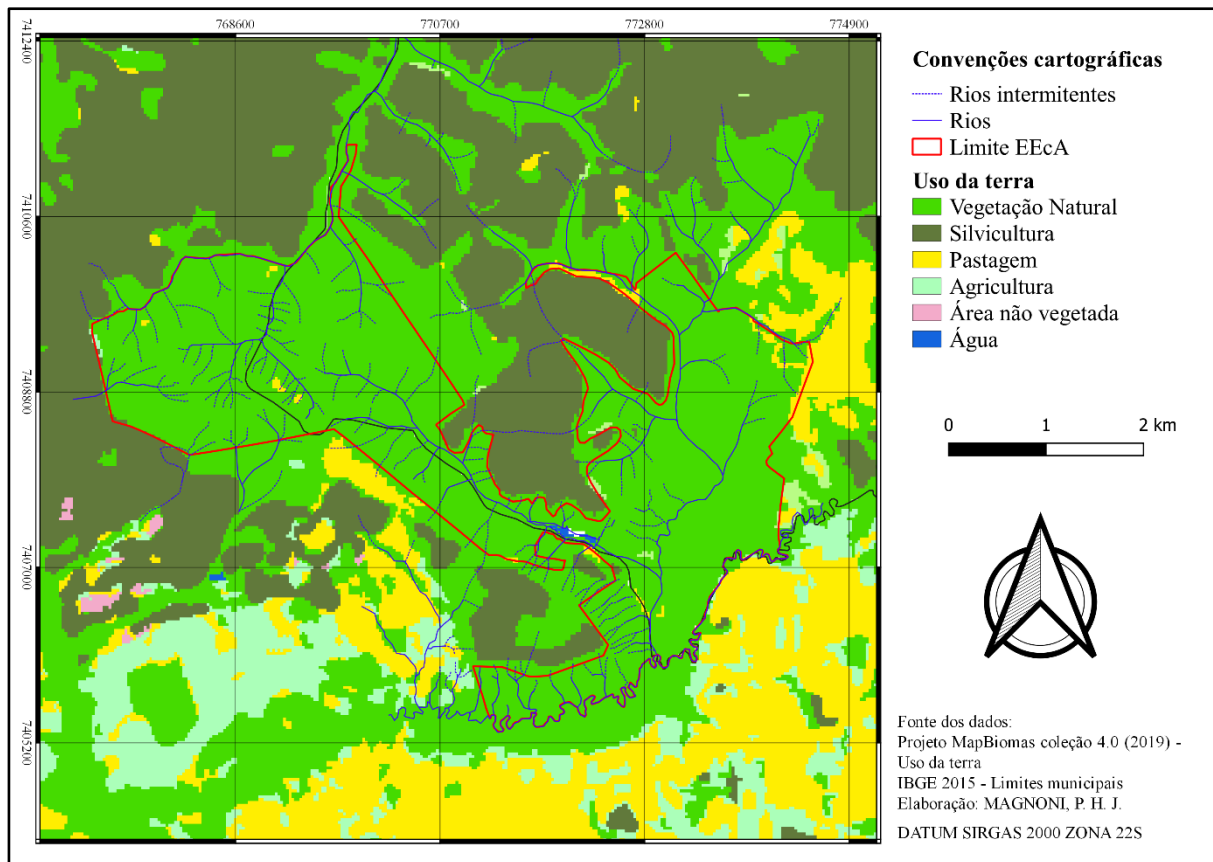 768600
770700
772800
774900
7412400
7410600
7408800
7407000
7405200
Convenções cartográficas
Rios intermitentes
Rios
Limite EEcA
Uso da terra
Vegetação Natural
Silvicultura
Pastagem
Agricultura
Área não vegetada
Água
0 1 2 km
Fonte dos dados:
Projeto MapBiomas coleção 4.0 (2019) -
Uso da terra
IBGE 2015 - Limites municipais
Elaboração: MAGNONI, P. H. J.
DATUM SIRGAS 2000 ZONA 22S